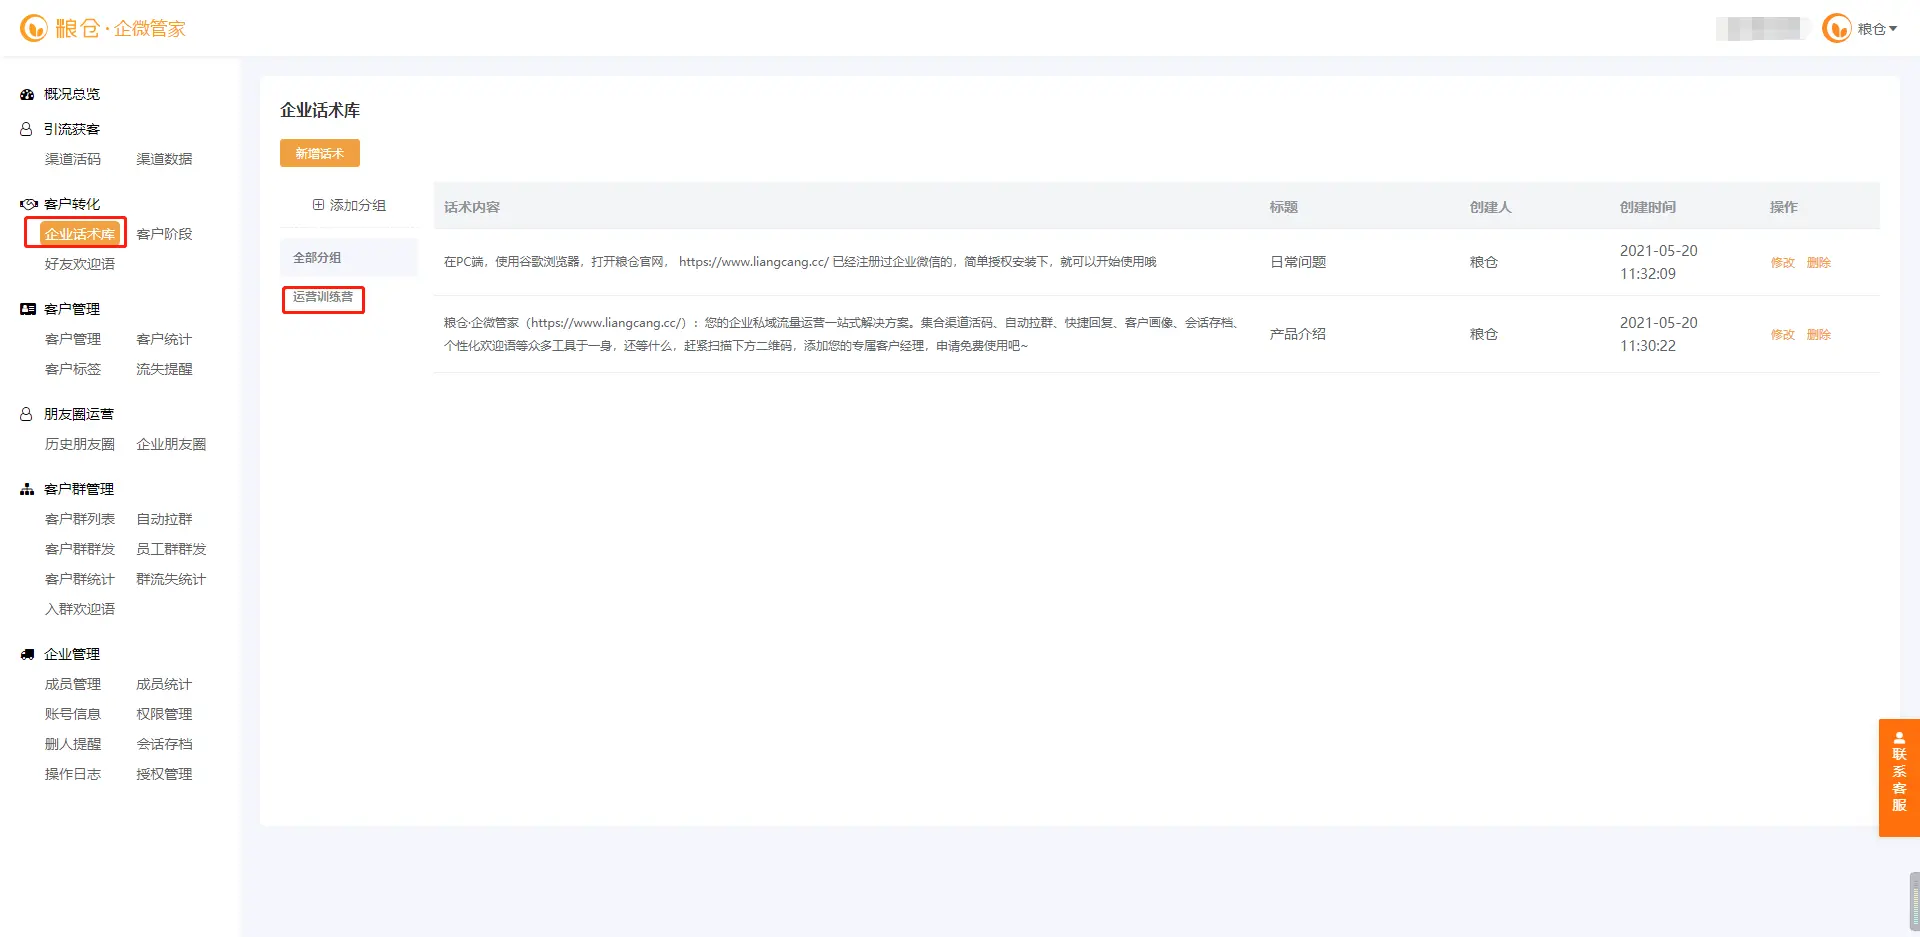 粮仓·企微管家
粮仓
概况总览
引流获客
渠道活码 渠道数据
客户转化
企业话术库 客户阶段
好友欢迎语
客户管理
客户管理 客户统计
客户标签 流失提醒
朋友圈运营
历史朋友圈 企业朋友圈
客户群管理
客户群列表 自动拉群
客户群群发 员工群群发
客户群统计 群流失统计
入群欢迎语
企业管理
成员管理 成员统计
账号信息 权限管理
删人提醒 会话存档
操作日志 授权管理
企业话术库
新增话术
添加分组
全部分组
运营训练营
话术内容 标题 创建人 创建时间 操作
在PC端，使用谷歌浏览器，打开粮仓官网， https://www.liangcang.cc/ 已经注册过企业微信的，简单授权安装下，就可以开始使用哦 日常问题 粮仓 2021-05-20
11:32:09 修改 删除
粮仓·企微管家（https://www.liangcang.cc/）：您的企业私域流量运营一站式解决方案。集合渠道活码、自动拉群、快捷回复、客户画像、会话存档、
个性化欢迎语等众多工具于一身，还等什么，赶紧扫描下方二维码，添加您的专属客户经理，申请免费使用吧~ 产品介绍 粮仓 2021-05-20
11:30:22 修改 删除
联
系
客
服